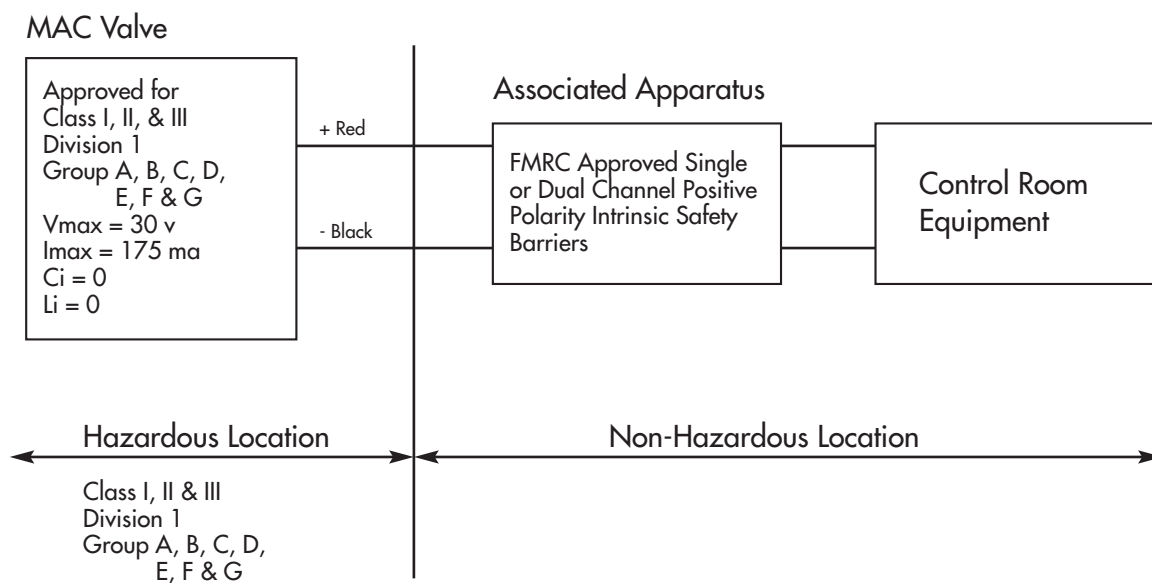 MAC Valve
Approved for
Class I, II, & III
Division 1
Group A, B, C, D,
E, F & G
Vmax = 30 v
Imax = 175 ma
Ci = 0
Li = 0
+ Red
- Black
Associated Apparatus
FMRC Approved Single
or Dual Channel Positive
Polarity Intrinsic Safety
Barriers
Control Room
Equipment
Hazardous Location
Non-Hazardous Location
Class I, II & III
Division 1
Group A, B, C, D,
E, F & G